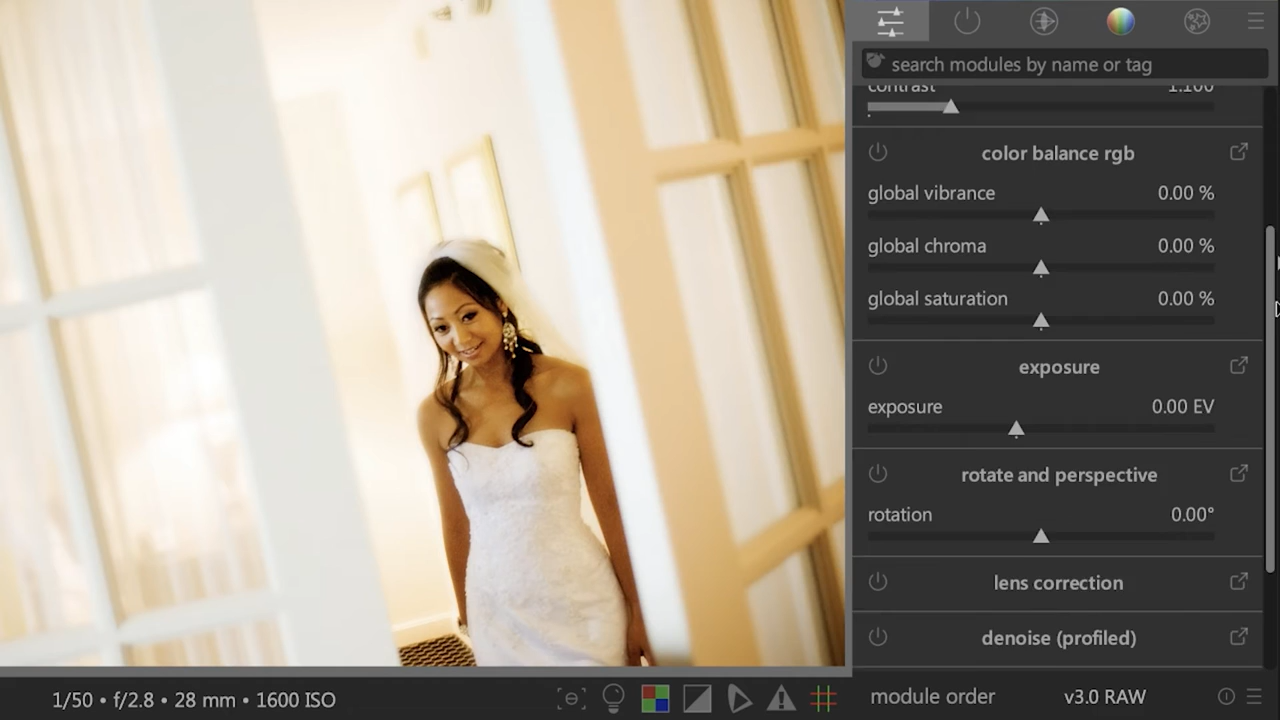 search modules by name or tag
contrast 1.100
color balance rgb
global vibrance 0.00 %
global chroma 0.00 %
global saturation 0.00 %
exposure
exposure 0.00 EV
rotate and perspective
rotation 0.00°
lens correction
denoise (profiled)
1/50 • f/2.8 • 28 mm • 1600 ISO
module order v3.0 RAW